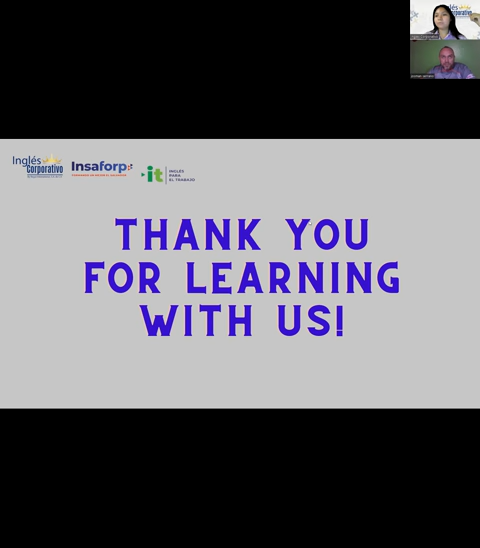 Inglés
Corporativo
Insaforp
it
INGLÉS
PARA
EL TRABAJO
THANK YOU
FOR LEARNING
WITH US!